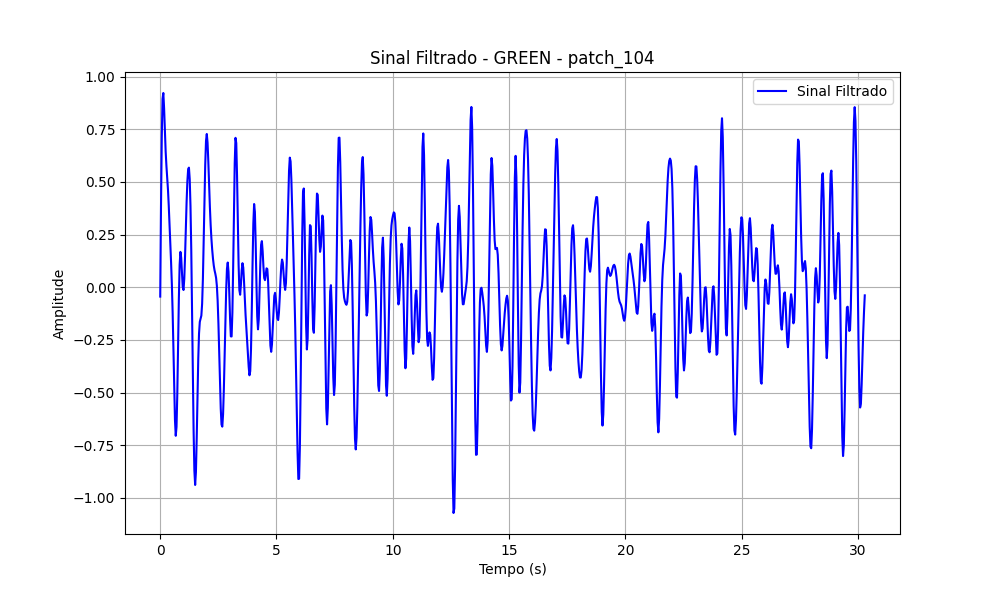 Sinal Filtrado - GREEN - patch_104
Sinal Filtrado
1.00
0.75
0.50
0.25
0.00
−0.25
−0.50
−0.75
−1.00
Amplitude
0 5 10 15 20 25 30
Tempo (s)